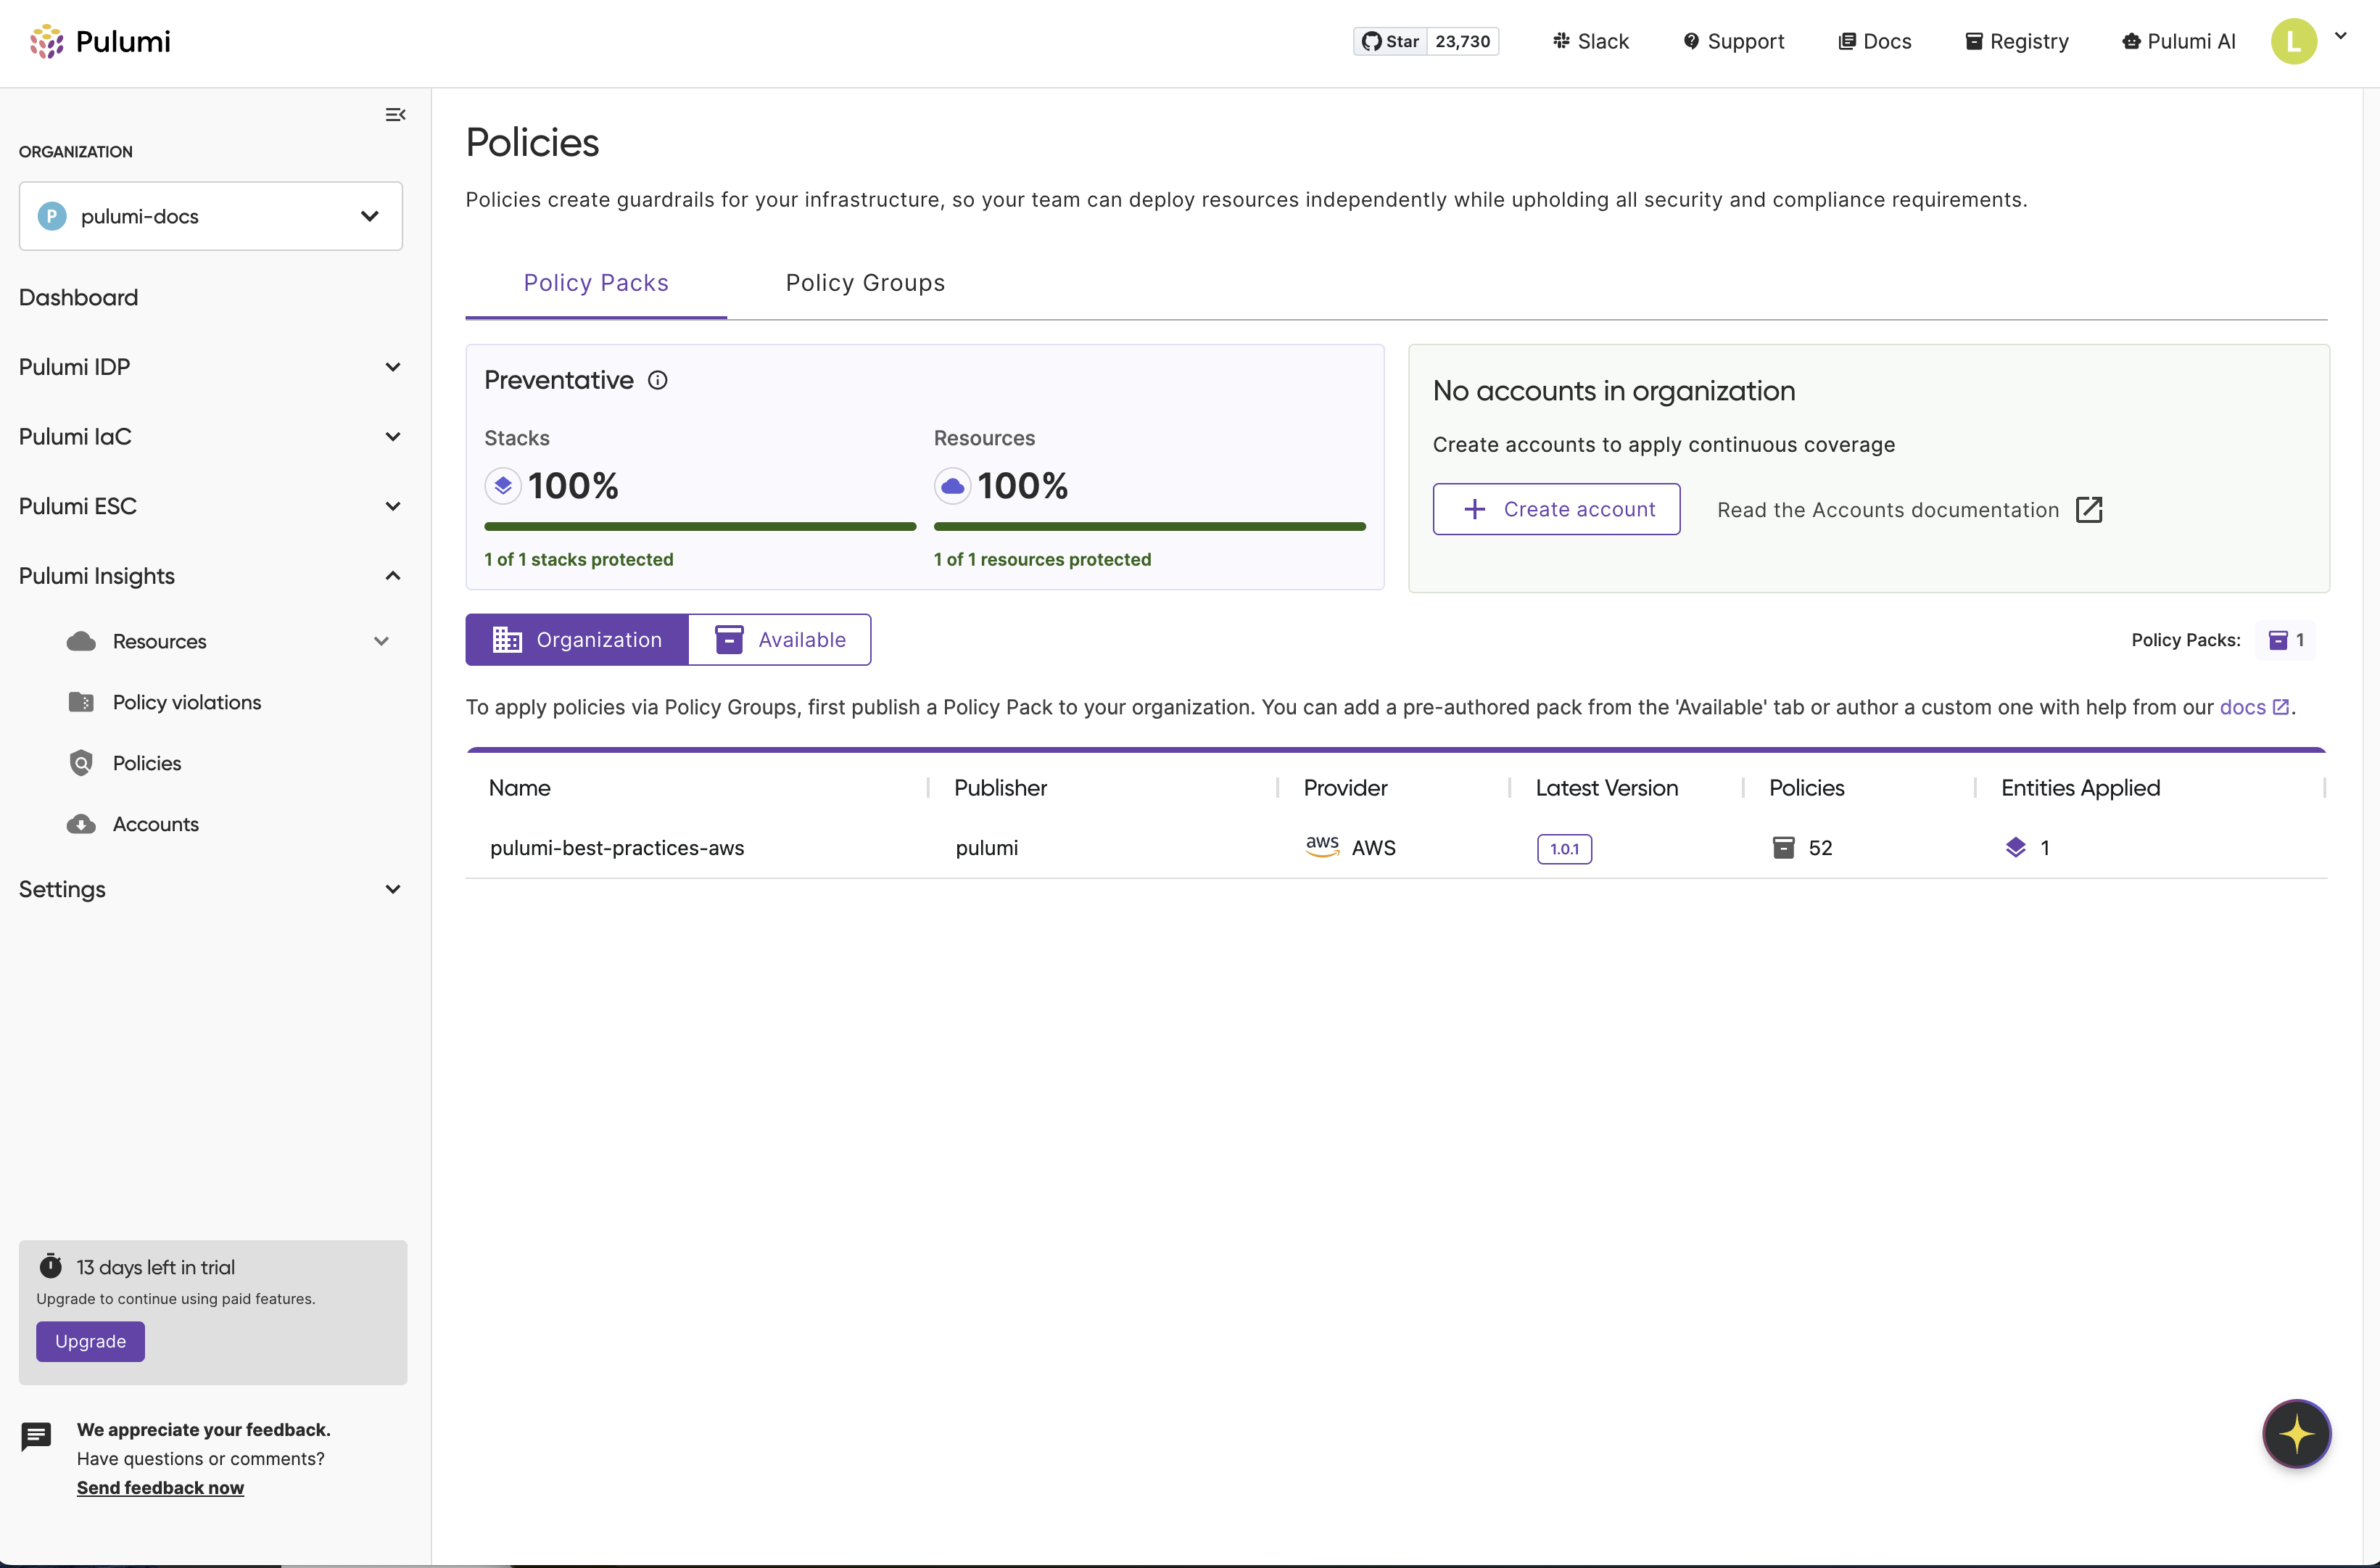 Pulumi
Star 23,730
Slack
Support
Docs
Registry
Pulumi AI
L
ORGANIZATION
P pulumi-docs
Dashboard
Pulumi IDP
Pulumi IaC
Pulumi ESC
Pulumi Insights
Resources
Policy violations
Policies
Accounts
Settings
13 days left in trial
Upgrade to continue using paid features.
Upgrade
We appreciate your feedback.
Have questions or comments?
Send feedback now
Policies
Policies create guardrails for your infrastructure, so your team can deploy resources independently while upholding all security and compliance requirements.
Policy Packs
Policy Groups
Preventative
Stacks
100%
1 of 1 stacks protected
Resources
100%
1 of 1 resources protected
No accounts in organization
Create accounts to apply continuous coverage
Create account
Read the Accounts documentation
Organization
Available
Policy Packs: 1
To apply policies via Policy Groups, first publish a Policy Pack to your organization. You can add a pre-authored pack from the 'Available' tab or author a custom one with help from our docs.
Name Publisher Provider Latest Version Policies Entities Applied
pulumi-best-practices-aws pulumi aws AWS 1.0.1 52 1